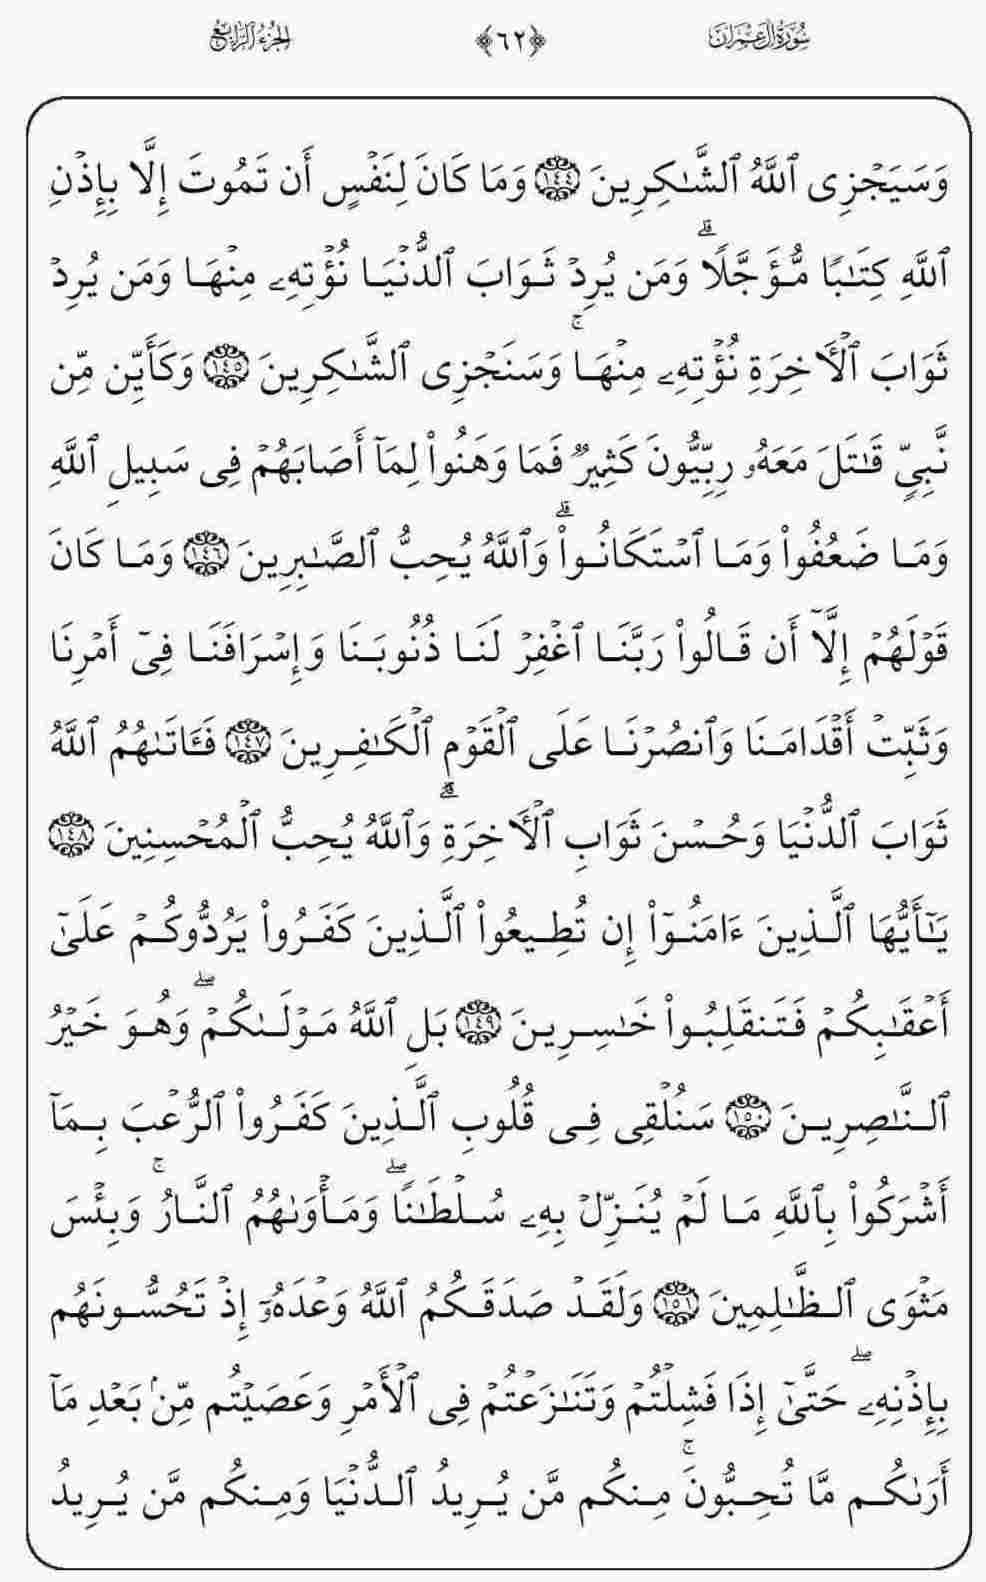 سُورَةُ آلِ عِمۡرَانَ ﴿٦٢﴾ الجُزءُ الرَّابِعُ
وَسَيَجۡزِى ٱللَّهُ ٱلشَّـٰكِرِينَ ١٤٤ وَمَا كَانَ لِنَفۡسٍ أَن تَمُوتَ إِلَّا بِإِذۡنِ
ٱللَّهِ كِتَـٰبًا مُّؤَجَّلًاۗ وَمَن يُرِدۡ ثَوَابَ ٱلدُّنۡيَا نُؤۡتِهِۦ مِنۡهَا وَمَن يُرِدۡ
ثَوَابَ ٱلۡأَخِرَةِ نُؤۡتِهِۦ مِنۡهَاۚ وَسَنَجۡزِى ٱلشَّـٰكِرِينَ ١٤٥ وَكَأَيِّن مِّن
نَّبِىٍّ قَـٰتَلَ مَعَهُۥ رِبِّيُّونَ كَثِيرٌ فَمَا وَهَنُواْ لِمَآ أَصَابَهُمۡ فِى سَبِيلِ ٱللَّهِ
وَمَا ضَعُفُواْ وَمَا ٱسۡتَكَانُواْۗ وَٱللَّهُ يُحِبُّ ٱلصَّـٰبِرِينَ ١٤٦ وَمَا كَانَ
قَوۡلَهُمۡ إِلَّآ أَن قَالُواْ رَبَّنَا ٱغۡفِرۡ لَنَا ذُنُوبَنَا وَإِسۡرَافَنَا فِىٓ أَمۡرِنَا
وَثَبِّتۡ أَقۡدَامَنَا وَٱنصُرۡنَا عَلَى ٱلۡقَوۡمِ ٱلۡكَـٰفِرِينَ ١٤٧ فَـَٔاتَىٰهُمُ ٱللَّهُ
ثَوَابَ ٱلدُّنۡيَا وَحُسۡنَ ثَوَابِ ٱلۡأَخِرَةِۗ وَٱللَّهُ يُحِبُّ ٱلۡمُحۡسِنِينَ ١٤٨
يَـٰٓأَيُّهَا ٱلَّذِينَ ءَامَنُوٓاْ إِن تُطِيعُواْ ٱلَّذِينَ كَفَرُواْ يَرُدُّوكُمۡ عَلَىٰٓ
أَعۡقَـٰبِكُمۡ فَتَنقَلِبُواْ خَـٰسِرِينَ ١٤٩ بَلِ ٱللَّهُ مَوۡلَىٰكُمۡۖ وَهُوَ خَيۡرُ
ٱلنَّـٰصِرِينَ ١٥٠ سَنُلۡقِى فِى قُلُوبِ ٱلَّذِينَ كَفَرُواْ ٱلرُّعۡبَ بِمَآ
أَشۡرَكُواْ بِٱللَّهِ مَا لَمۡ يُنَزِّلۡ بِهِۦ سُلۡطَـٰنًاۖ وَمَأۡوَىٰهُمُ ٱلنَّارُۚ وَبِئۡسَ
مَثۡوَى ٱلظَّـٰلِمِينَ ١٥١ وَلَقَدۡ صَدَقَكُمُ ٱللَّهُ وَعۡدَهُۥٓ إِذۡ تَحُسُّونَهُم
بِإِذۡنِهِۦۖ حَتَّىٰٓ إِذَا فَشِلۡتُمۡ وَتَنَـٰزَعۡتُمۡ فِى ٱلۡأَمۡرِ وَعَصَيۡتُم مِّنۢ بَعۡدِ مَآ
أَرَىٰكُم مَّا تُحِبُّونَۚ مِنكُم مَّن يُرِيدُ ٱلدُّنۡيَا وَمِنكُم مَّن يُرِيدُ